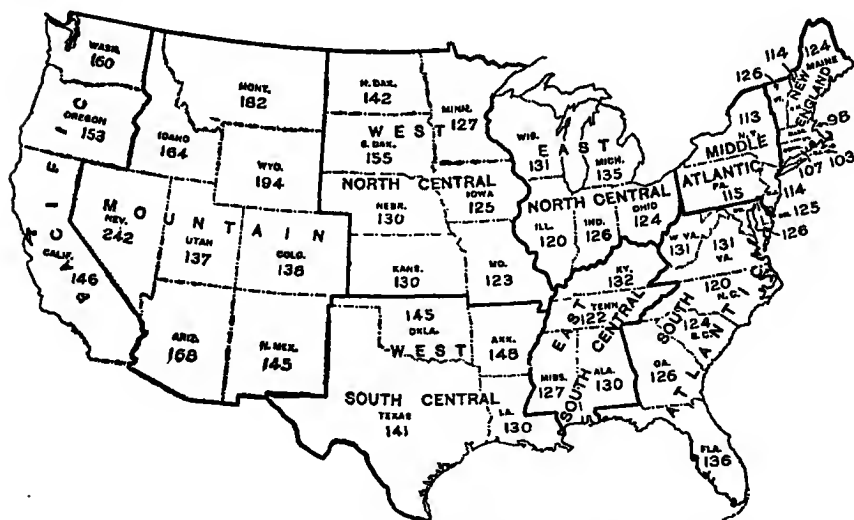 WASH.
160
OREGON
153
CALIF.
146
PACIFIC
NEV.
242
IDAHO
164
MONT.
182
WYO.
194
UTAH
137
COLO.
138
ARIZ.
168
N. MEX.
145
MOUNTAIN
N. DAK.
142
S. DAK.
155
NEBR.
130
KANS.
130
MINN.
127
IOWA
125
MO.
123
WEST
NORTH CENTRAL
WIS.
131
MICH.
135
ILL.
120
IND.
126
OHIO
124
EAST
NORTH CENTRAL
145
OKLA.
ARK.
148
TEXAS
141
LA.
130
WEST
SOUTH CENTRAL
KY.
132
TENN.
122
MISS.
127
ALA.
130
EAST
SOUTH CENTRAL
W. VA.
131
131
VA.
120
N.C.
124
S.C.
GA.
126
FLA.
136
SOUTH
ATLANTIC
113
N.Y.
PA.
115
MIDDLE
ATLANTIC
114
125
126
126
114
124
MAINE
NEW
ENGLAND
98
103
107